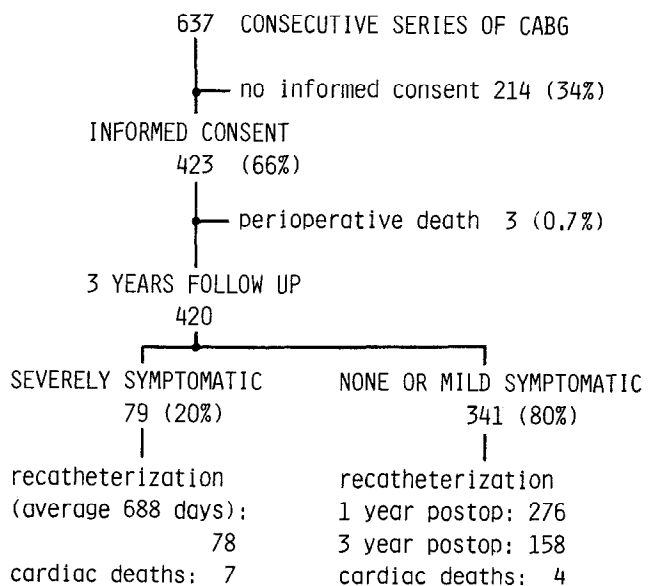 637 CONSECUTIVE SERIES OF CABG
no informed consent 214 (34%)
INFORMED CONSENT
423 (66%)
perioperative death 3 (0.7%)
3 YEARS FOLLOW UP
420
SEVERELY SYMPTOMATIC
79 (20%)
recatheterization
(average 688 days):
78
cardiac deaths: 7
NONE OR MILD SYMPTOMATIC
341 (80%)
recatheterization
1 year postop: 276
3 year postop: 158
cardiac deaths: 4